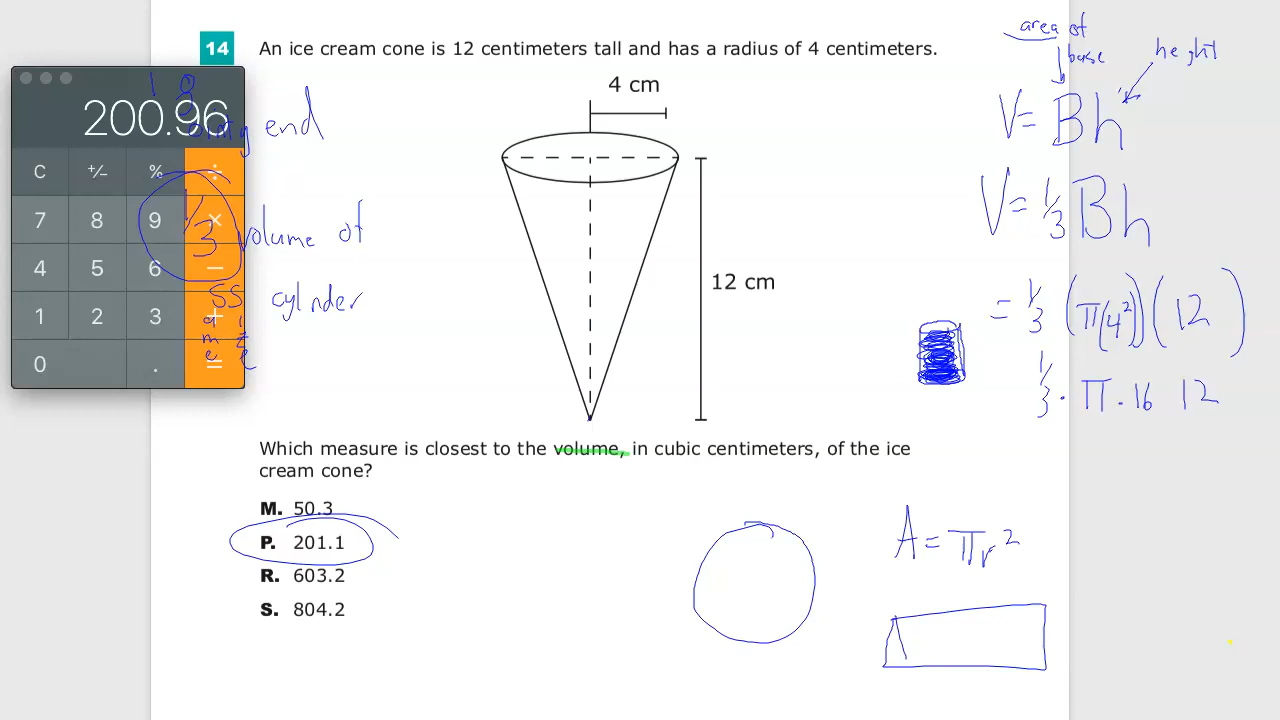 14 An ice cream cone is 12 centimeters tall and has a radius of 4 centimeters.
4 cm
12 cm
Which measure is closest to the volume, in cubic centimeters, of the ice
cream cone?
M. 50.3
P. 201.1
R. 603.2
S. 804.2
200.96
C +/- % ÷
7 8 9 ×
4 5 6 −
1 2 3 +
0 . =
end
1/3 volume of
SS cylinder
ame
ize
area of
base
height
V = Bh
V = 1/3 Bh
= 1/3 (π(4²)) (12)
1/3 · π · 16 12
A = πr²